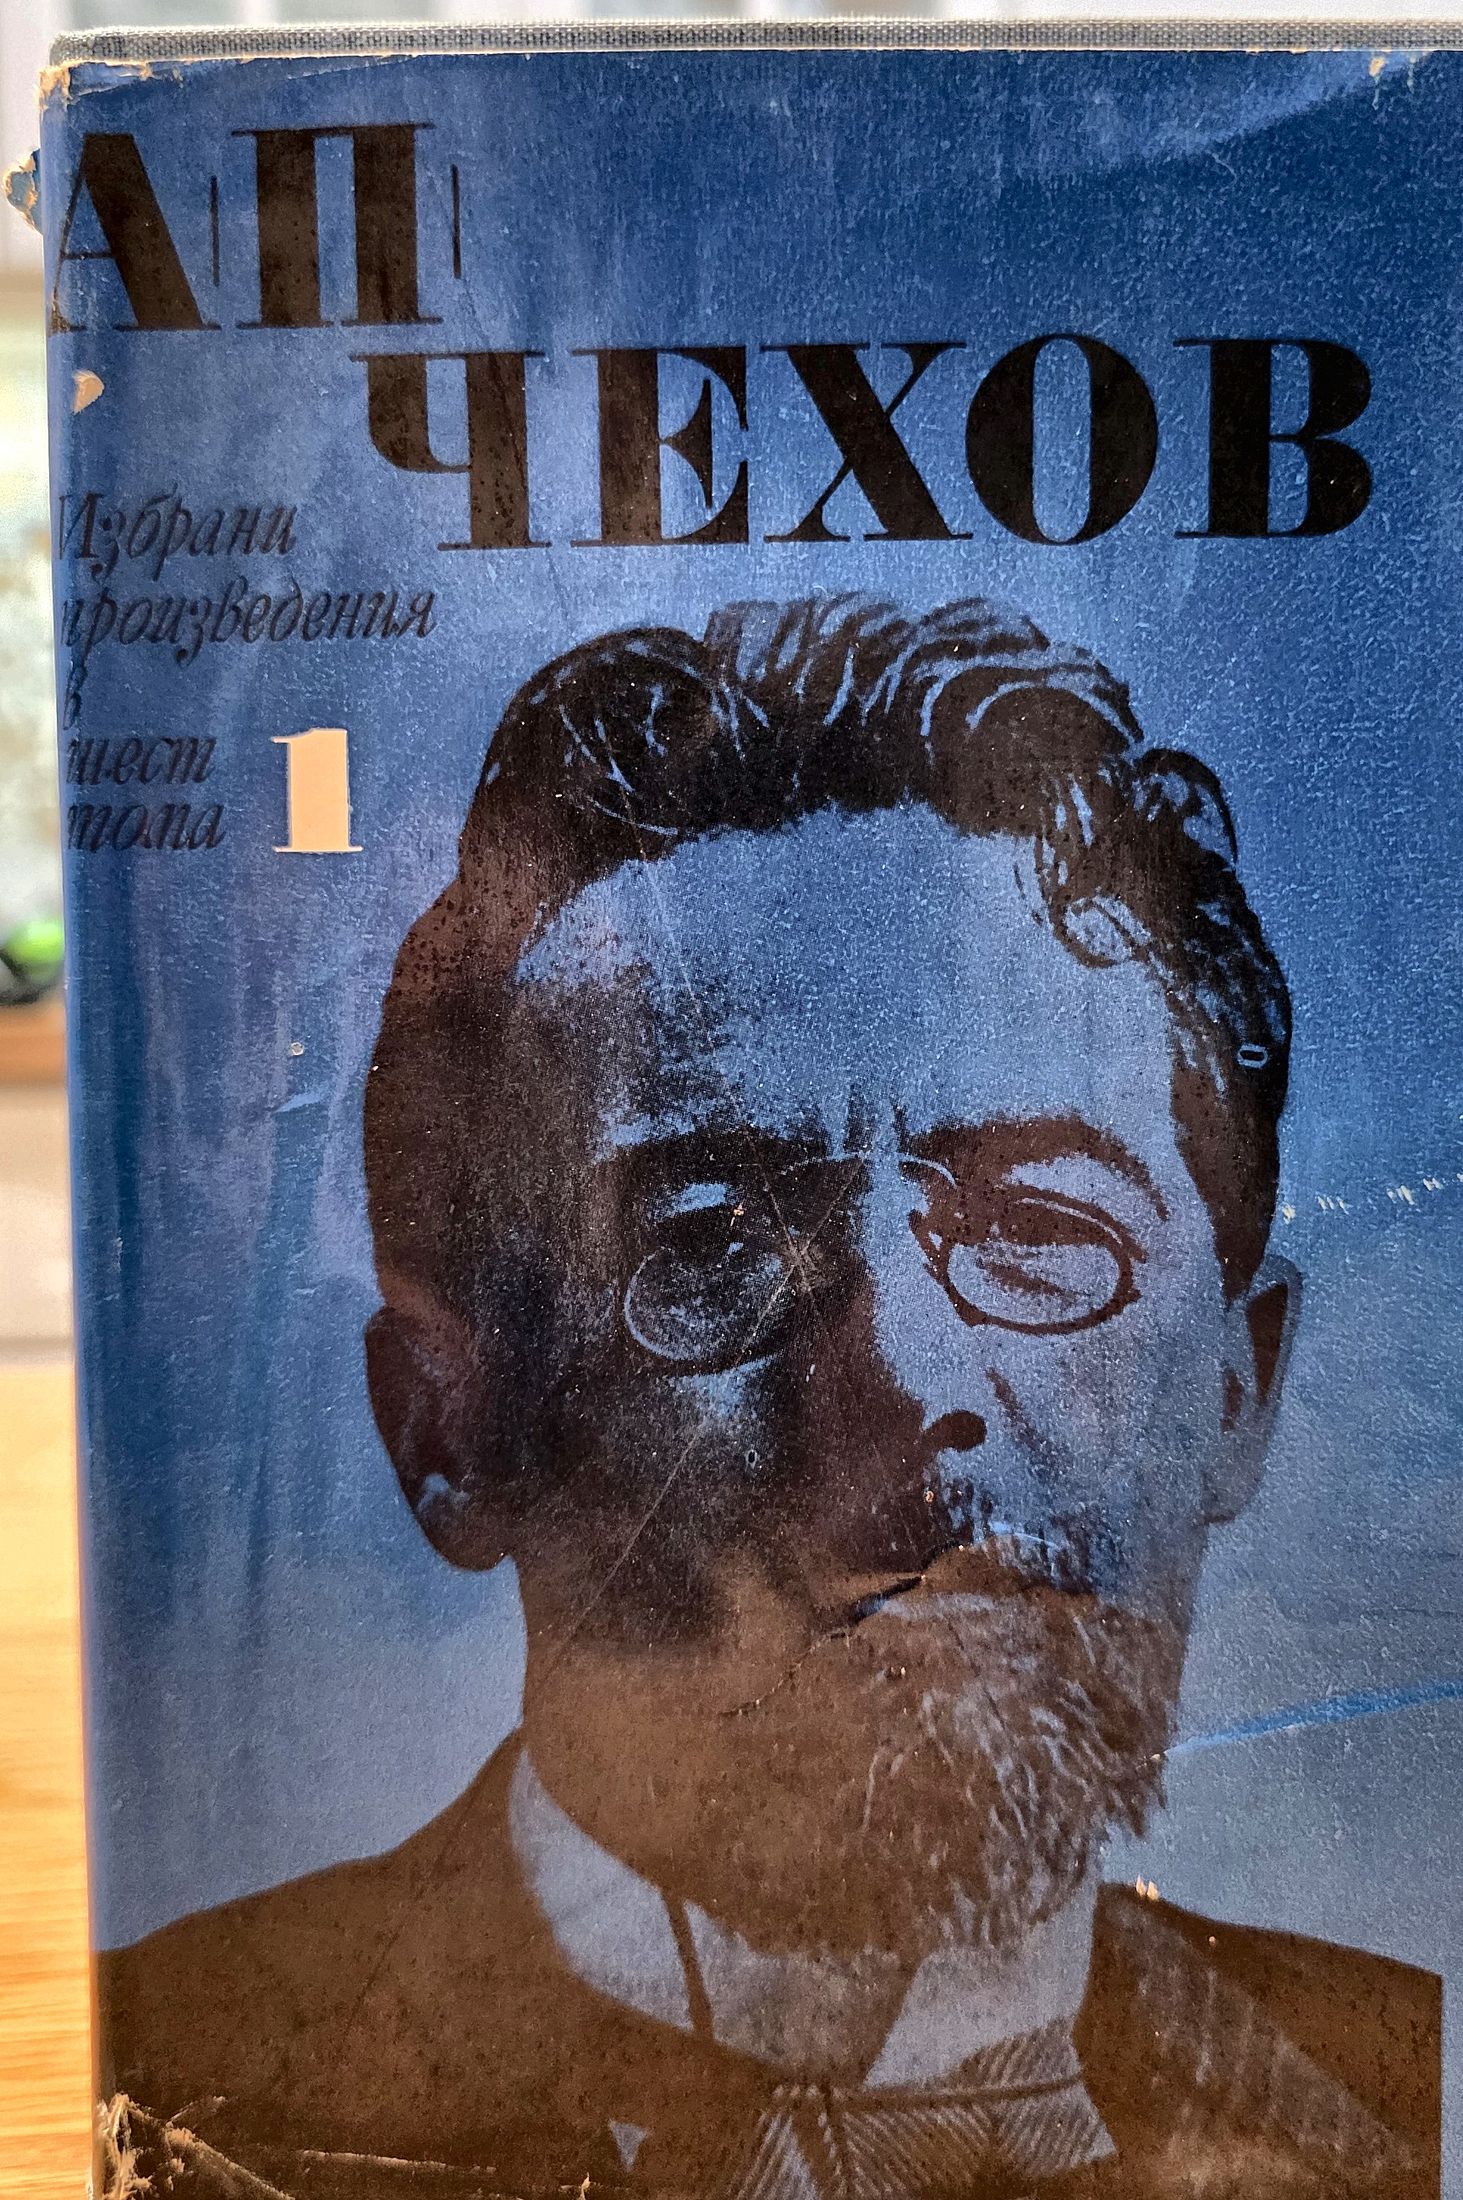 А.П.
ЧЕХОВ
Избрани
произведения
в
шест
тома
1